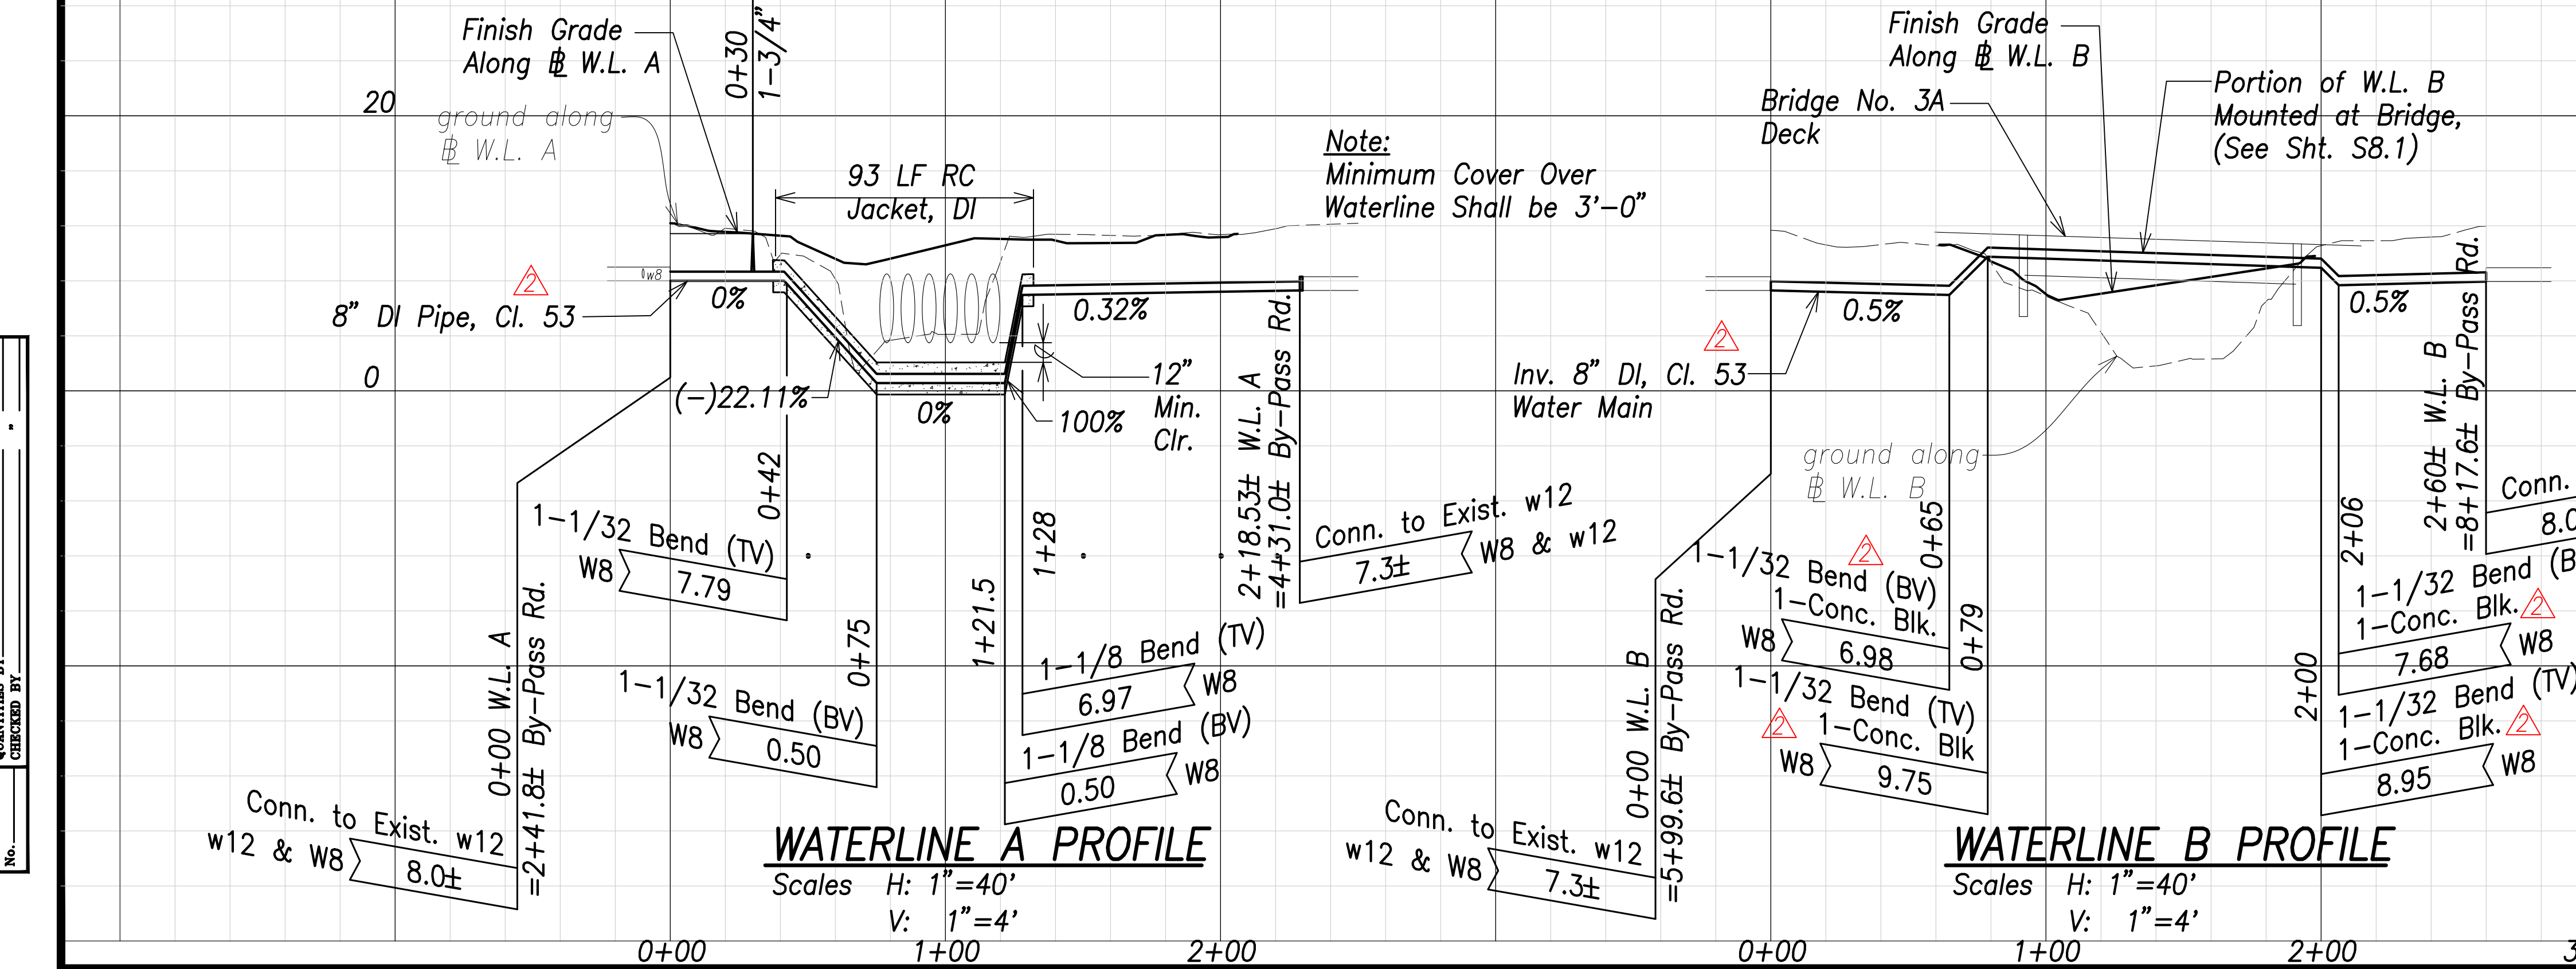 Finish Grade
Along ℄ W.L. A
ground along
℄ W.L. A
0+30
1-3/4"
20
0
93 LF RC
Jacket, DI
Note:
Minimum Cover Over
Waterline Shall be 3'-0"
w8
2
8" DI Pipe, Cl. 53
0%
(-)22.11%
0%
100%
0.32%
12"
Min.
Clr.
0+42
1-1/32 Bend (TV)
W8 7.79
0+75
1-1/32 Bend (BV)
W8 0.50
1+21.5
1-1/8 Bend (BV)
0.50 W8
1+28
1-1/8 Bend (TV)
6.97 W8
2+18.53± W.L. A
=4+31.0± By-Pass Rd.
Conn. to Exist. w12
7.3± W8 & w12
0+00 W.L. A
=2+41.8± By-Pass Rd.
Conn. to Exist. w12
w12 & W8 8.0±
WATERLINE A PROFILE
Scales H: 1"=40'
V: 1"=4'
0+00
1+00
2+00
Finish Grade
Along ℄ W.L. B
Bridge No. 3A
Deck
Portion of W.L. B
Mounted at Bridge,
(See Sht. S8.1)
2
Inv. 8" DI, Cl. 53
Water Main
0.5%
0.5%
ground along
℄ W.L. B
0+65
2
1-1/32 Bend (BV)
1-Conc. Blk.
W8 6.98
0+79
1-1/32 Bend (TV)
2
1-Conc. Blk
W8 9.75
0+00 W.L. B
=5+99.6± By-Pass Rd.
Conn. to Exist. w12
w12 & W8 7.3±
2+00
1-1/32 Bend (TV)
1-Conc. Blk. 2
8.95 W8
2+06
1-1/32 Bend (B
1-Conc. Blk. 2
7.68 W8
2+60± W.L. B
=8+17.6± By-Pass Rd.
Conn.
8.0
WATERLINE B PROFILE
Scales H: 1"=40'
V: 1"=4'
0+00
1+00
2+00
3
CHECKED BY
No.